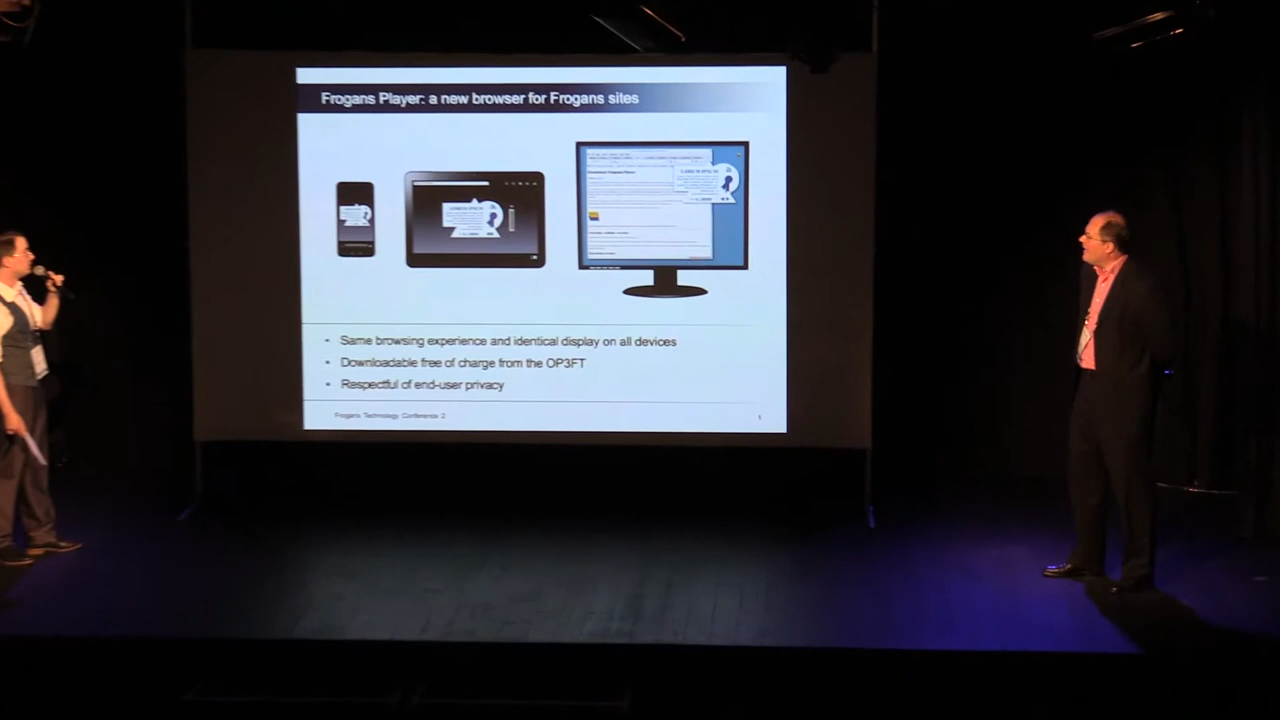 Frogans Player: a new browser for Frogans sites
• Same browsing experience and identical display on all devices
• Downloadable free of charge from the OP3FT
• Respectful of end-user privacy
Frogans Technology Conference 2
1